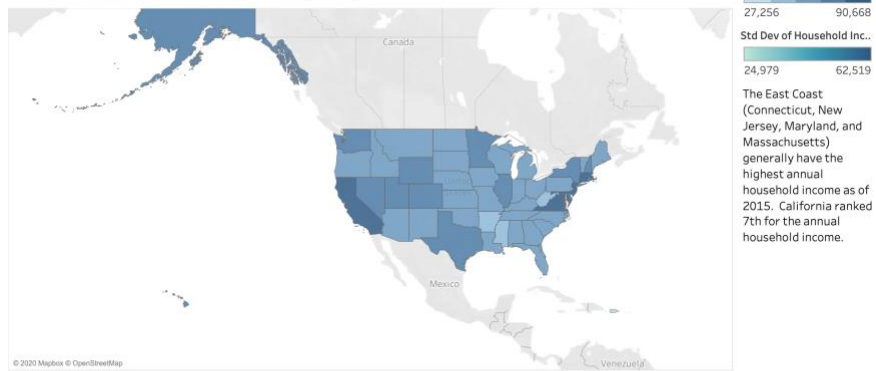 27,256 90,668
Std Dev of Household Inc..
24,979 62,519
The East Coast
(Connecticut, New
Jersey, Maryland, and
Massachusetts)
generally have the
highest annual
household income as of
2015. California ranked
7th for the annual
household income.
Canada
Mexico
Venezuela
© 2020 Mapbox © OpenStreetMap